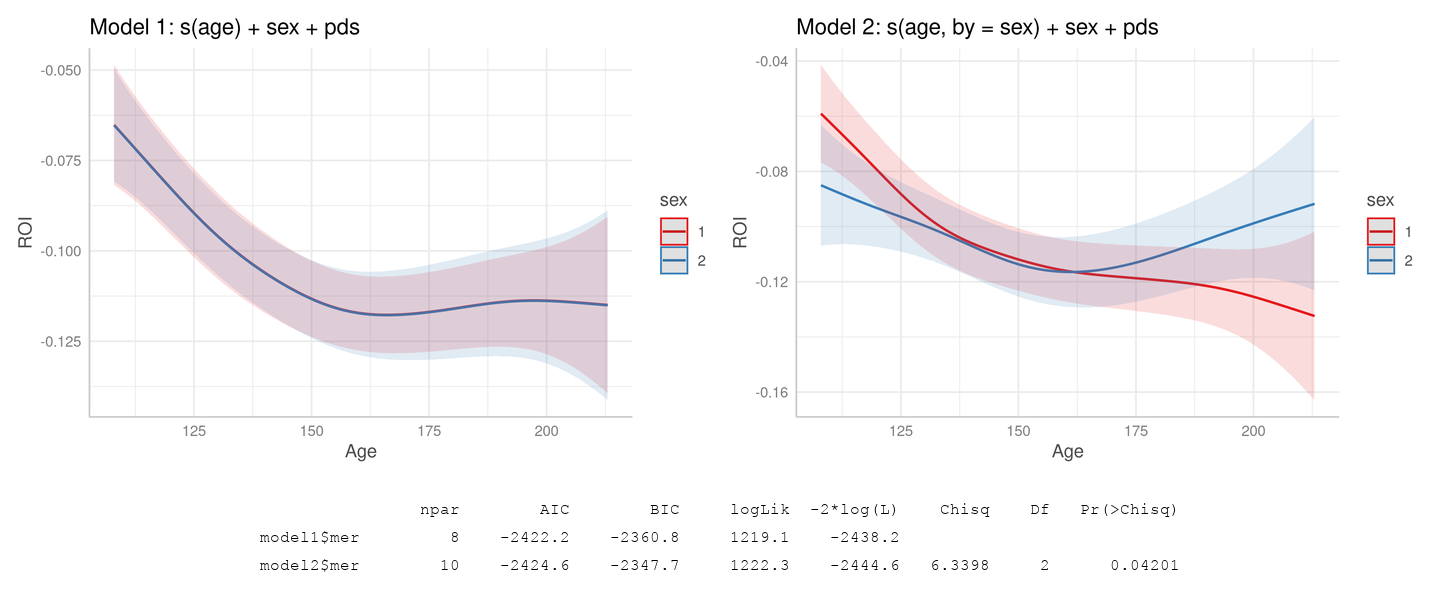 Model 1: s(age) + sex + pds
-0.050
-0.075
-0.100
-0.125
ROI
125 150 175 200
Age
sex
1
2
Model 2: s(age, by = sex) + sex + pds
-0.04
-0.08
-0.12
-0.16
ROI
125 150 175 200
Age
sex
1
2
npar AIC BIC logLik -2*log(L) Chisq Df Pr(>Chisq)
model1$mer 8 -2422.2 -2360.8 1219.1 -2438.2
model2$mer 10 -2424.6 -2347.7 1222.3 -2444.6 6.3398 2 0.04201